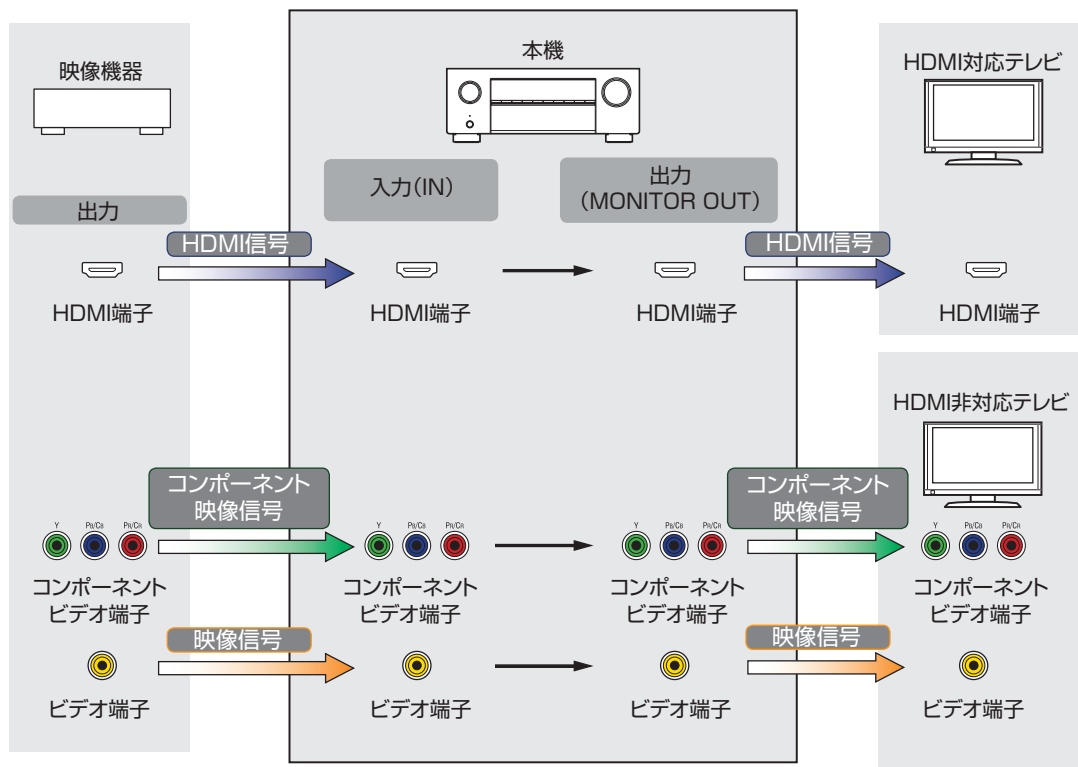 映像機器
本機
HDMI対応テレビ
出力
入力(IN)
出力
(MONITOR OUT)
HDMI信号
HDMI信号
HDMI端子
HDMI端子
HDMI端子
HDMI端子
HDMI非対応テレビ
コンポーネント
映像信号
コンポーネント
映像信号
Y PB/CB PR/CR
Y PB/CB PR/CR
Y PB/CB PR/CR
Y PB/CB PR/CR
コンポーネント
ビデオ端子
コンポーネント
ビデオ端子
コンポーネント
ビデオ端子
コンポーネント
ビデオ端子
映像信号
映像信号
ビデオ端子
ビデオ端子
ビデオ端子
ビデオ端子